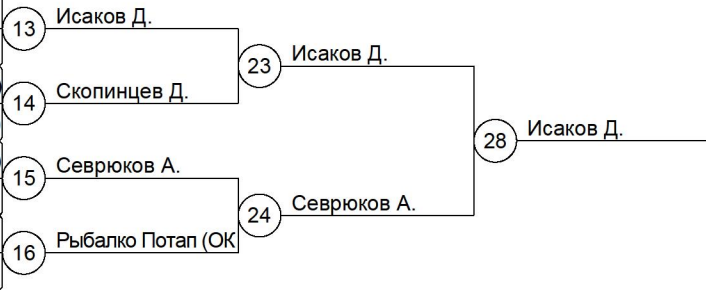 13 Исаков Д.
23 Исаков Д.
14 Скопинцев Д.
28 Исаков Д.
15 Севрюков А.
24 Севрюков А.
16 Рыбалко Потап (ОК